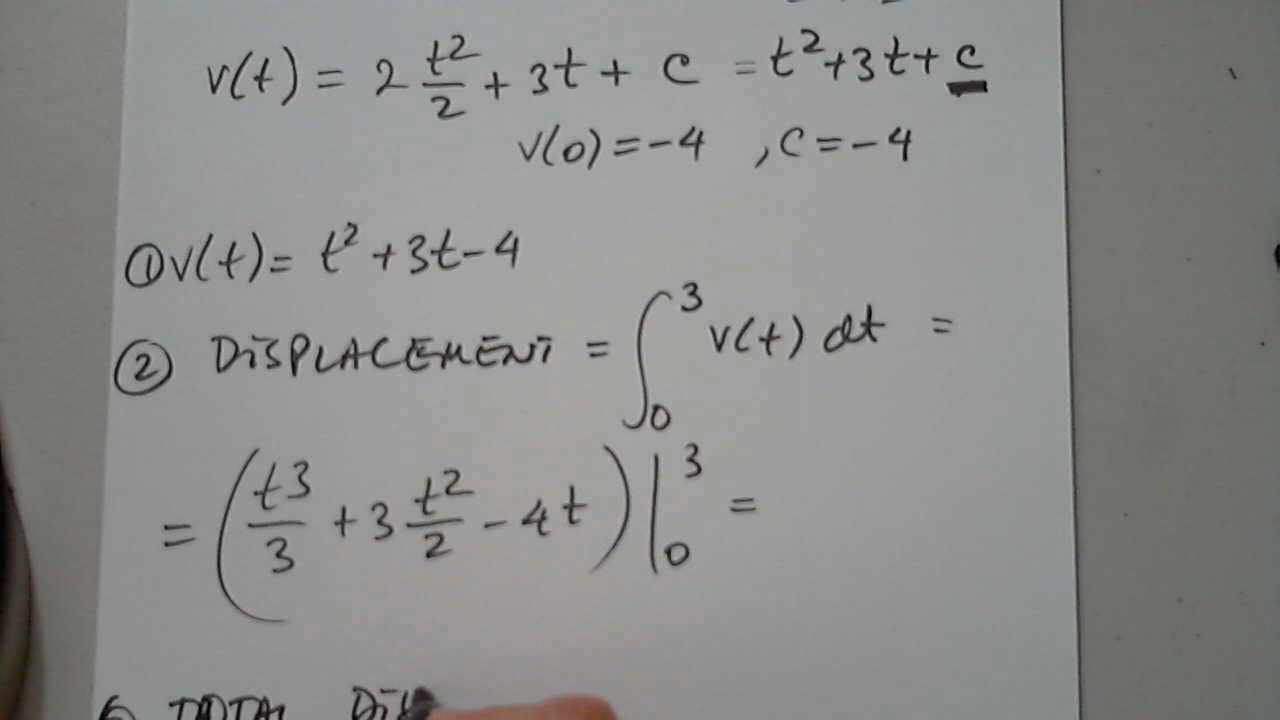 v(t) = 2 t²/2 + 3t + c = t² + 3t + c
v(0) = -4 , c = -4
① v(t) = t² + 3t - 4
② DiSPLACEMENT = ∫₀³ v(t) dt =
= (t³/3 + 3 t²/2 - 4t) |₀³ =
TOTAL